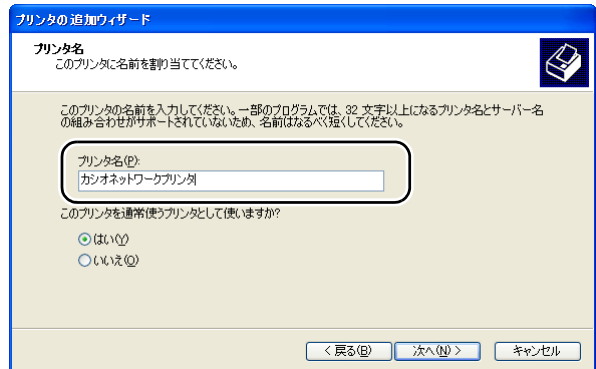 プリンタの追加ウィザード
プリンタ名
このプリンタに名前を割り当ててください。
このプリンタの名前を入力してください。一部のプログラムでは、32 文字以上になるプリンタ名とサーバー名
の組み合わせがサポートされていないため、名前はなるべく短くしてください。
プリンタ名(P):
カシオネットワークプリンタ
このプリンタを通常使うプリンタとして使いますか?
はい(Y)
いいえ(O)
< 戻る(B)
次へ(N) >
キャンセル